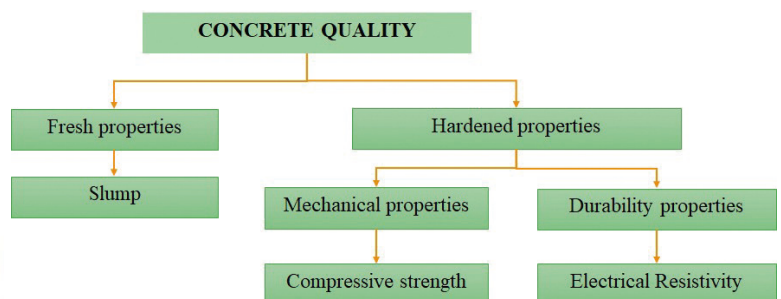 CONCRETE QUALITY
Fresh properties
Hardened properties
Slump
Mechanical properties
Durability properties
Compressive strength
Electrical Resistivity